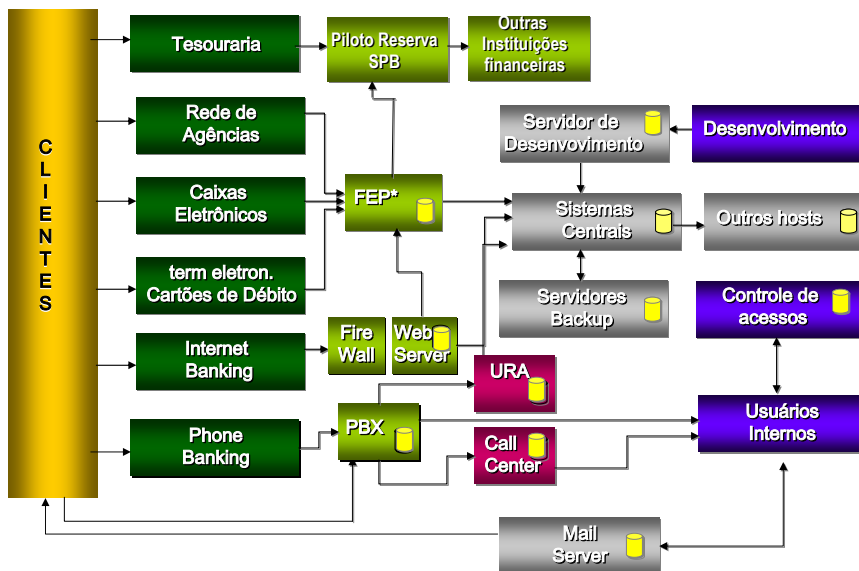 CLIENTES
Tesouraria
Piloto Reserva
SPB
Outras
Instituições
financeiras
Rede de
Agências
Servidor de
Desenvovimento
Desenvolvimento
Caixas
Eletrônicos
FEP*
Sistemas
Centrais
Outros hosts
term eletron.
Cartões de Débito
Servidores
Backup
Controle de
acessos
Internet
Banking
Fire
Wall
Web
Server
URA
Phone
Banking
PBX
Call
Center
Usuários
Internos
Mail
Server